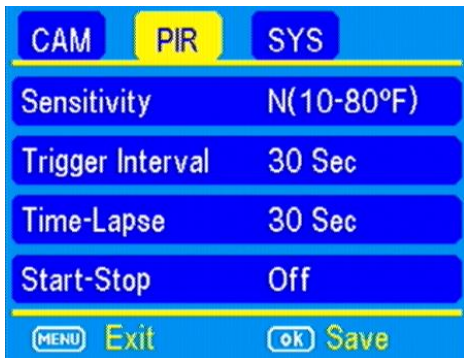 CAM PIR SYS
Sensitivity N(10-80ºF)
Trigger Interval 30 Sec
Time-Lapse 30 Sec
Start-Stop Off
MENU Exit OK Save